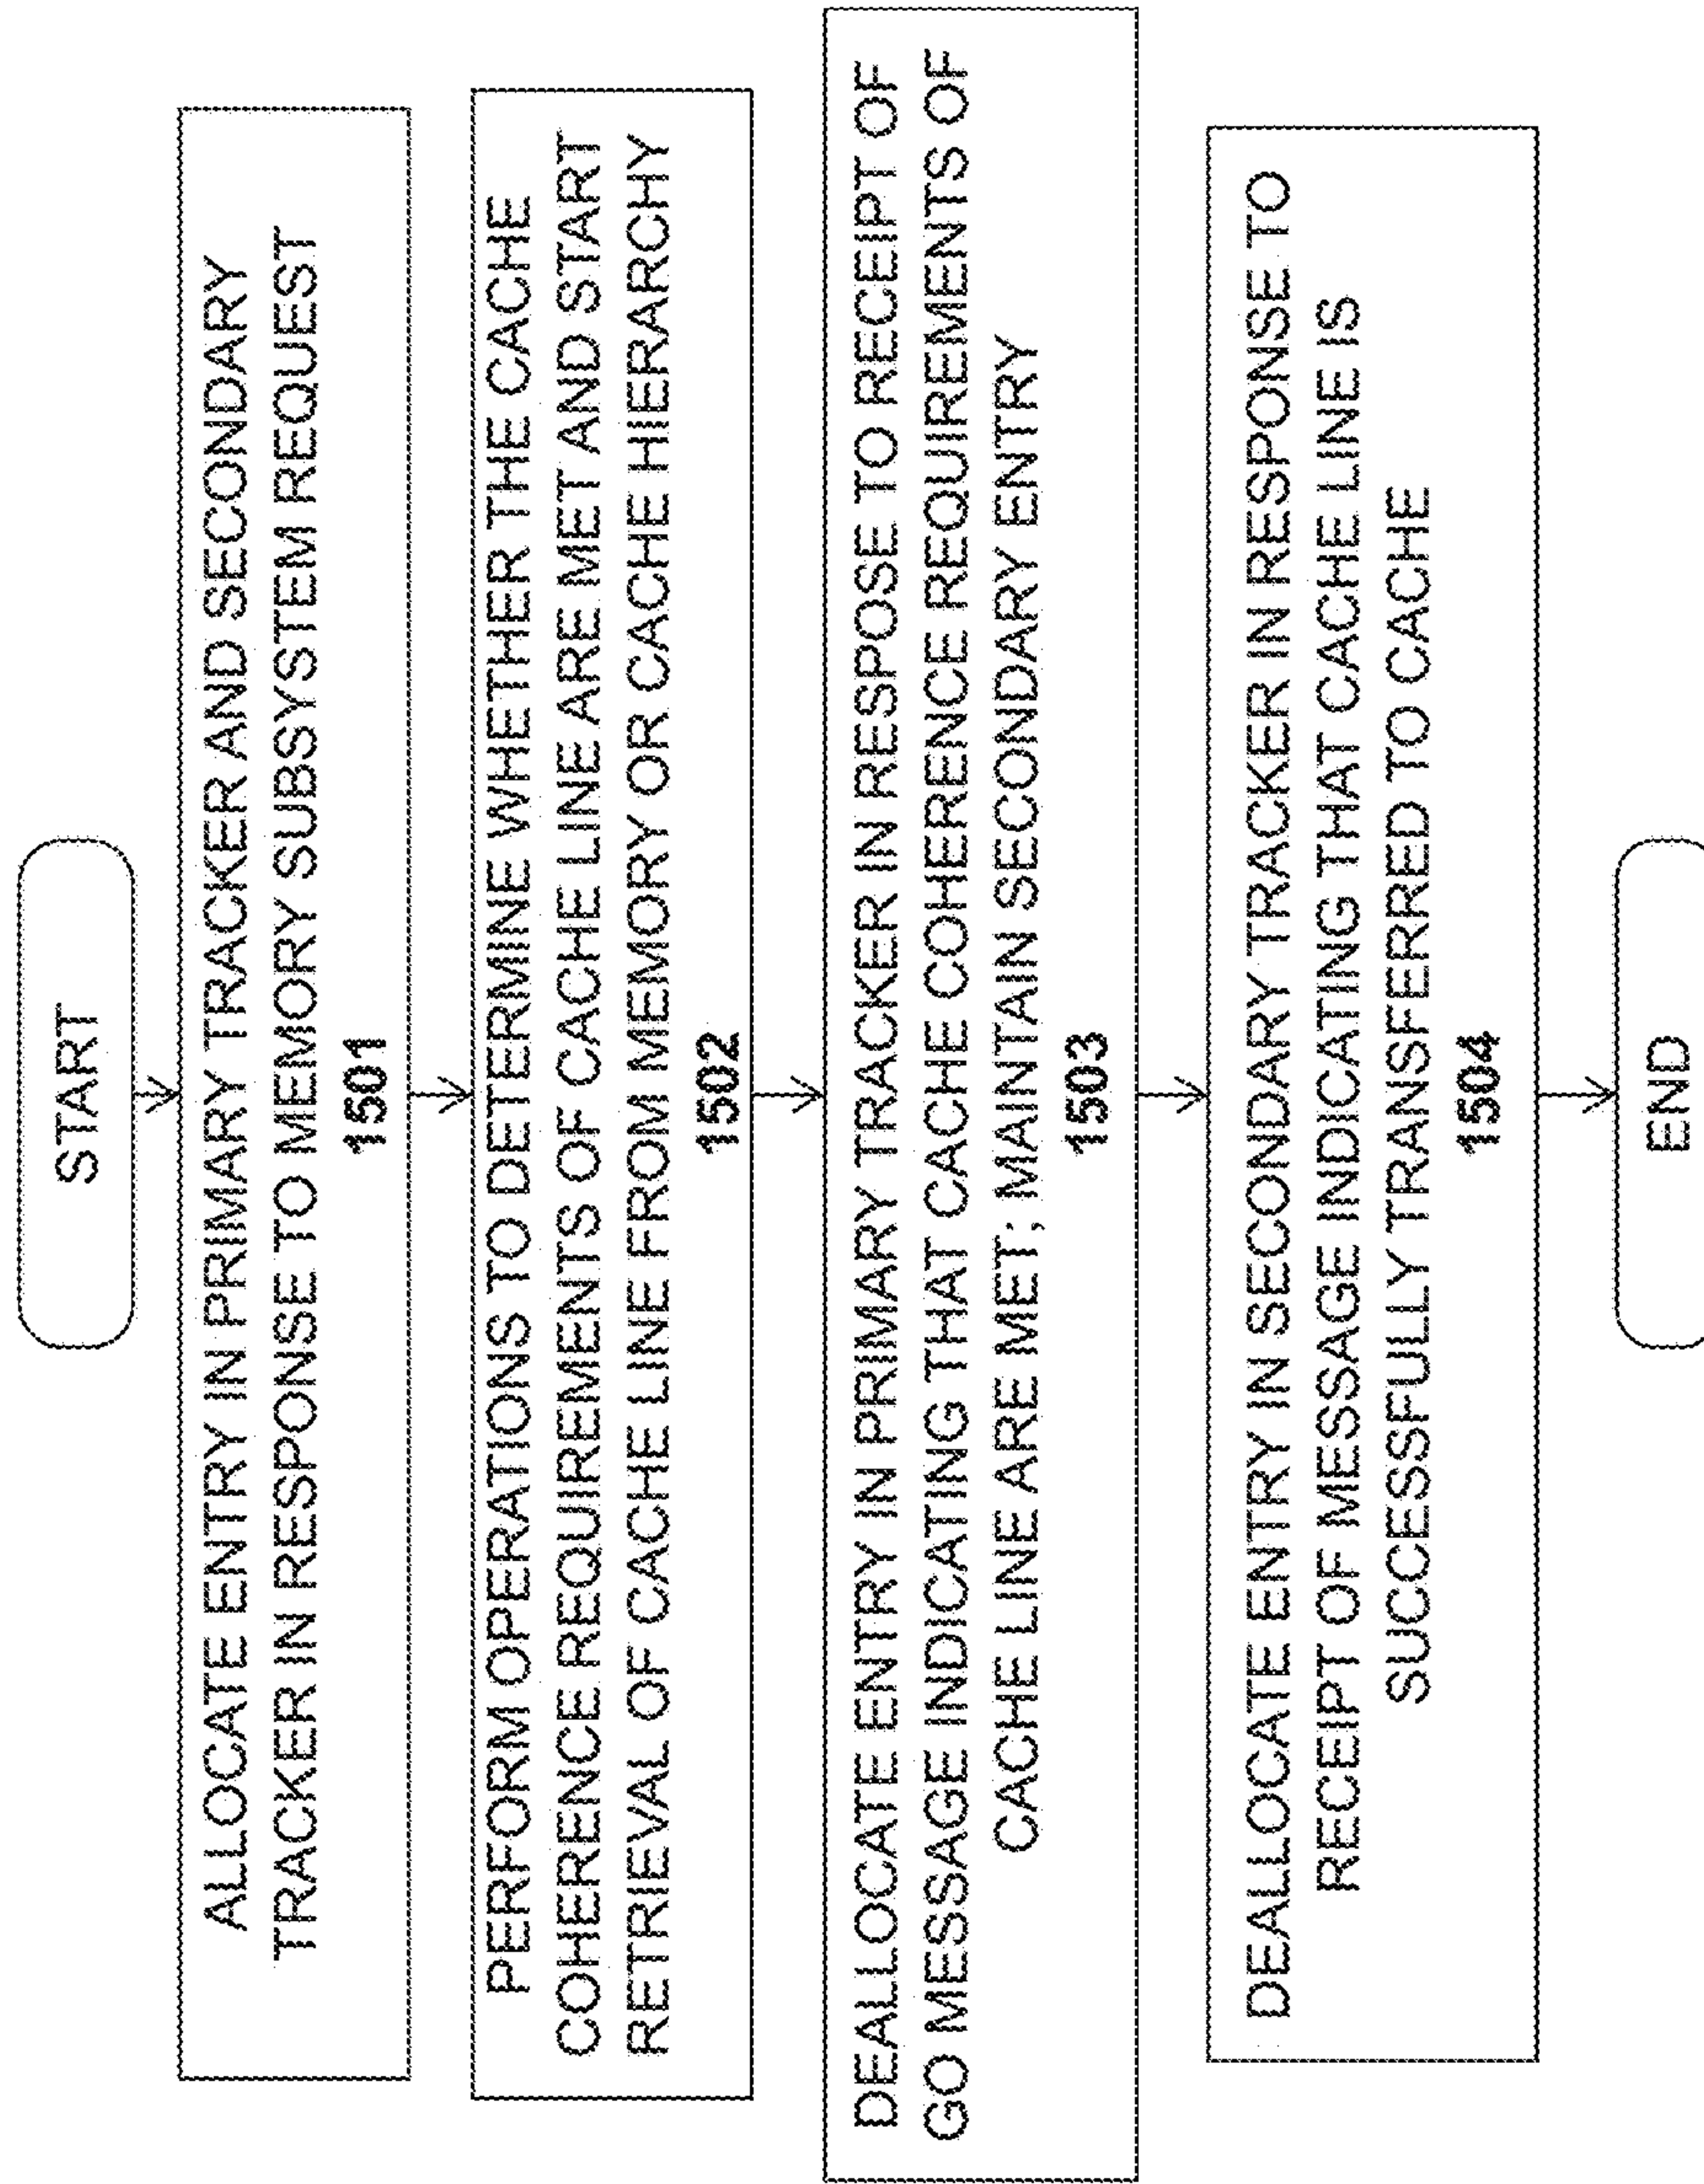 START
ALLOCATE ENTRY IN PRIMARY TRACKER AND SECONDARY
TRACKER IN RESPONSE TO MEMORY SUBSYSTEM REQUEST
1501
PERFORM OPERATIONS TO DETERMINE WHETHER THE CACHE
COHERENCE REQUIREMENTS OF CACHE LINE ARE MET AND START
RETRIEVAL OF CACHE LINE FROM MEMORY OR CACHE HIERARCHY
1502
DEALLOCATE ENTRY IN PRIMARY TRACKER IN RESPOSE TO RECEIPT OF
GO MESSAGE INDICATING THAT CACHE COHERENCE REQUIREMENTS OF
CACHE LINE ARE MET; MAINTAIN SECONDARY ENTRY
1503
DEALLOCATE ENTRY IN SECONDARY TRACKER IN RESPONSE TO
RECEIPT OF MESSAGE INDICATING THAT CACHE LINE IS
SUCCESSFULLY TRANSFERRED TO CACHE
1504
END